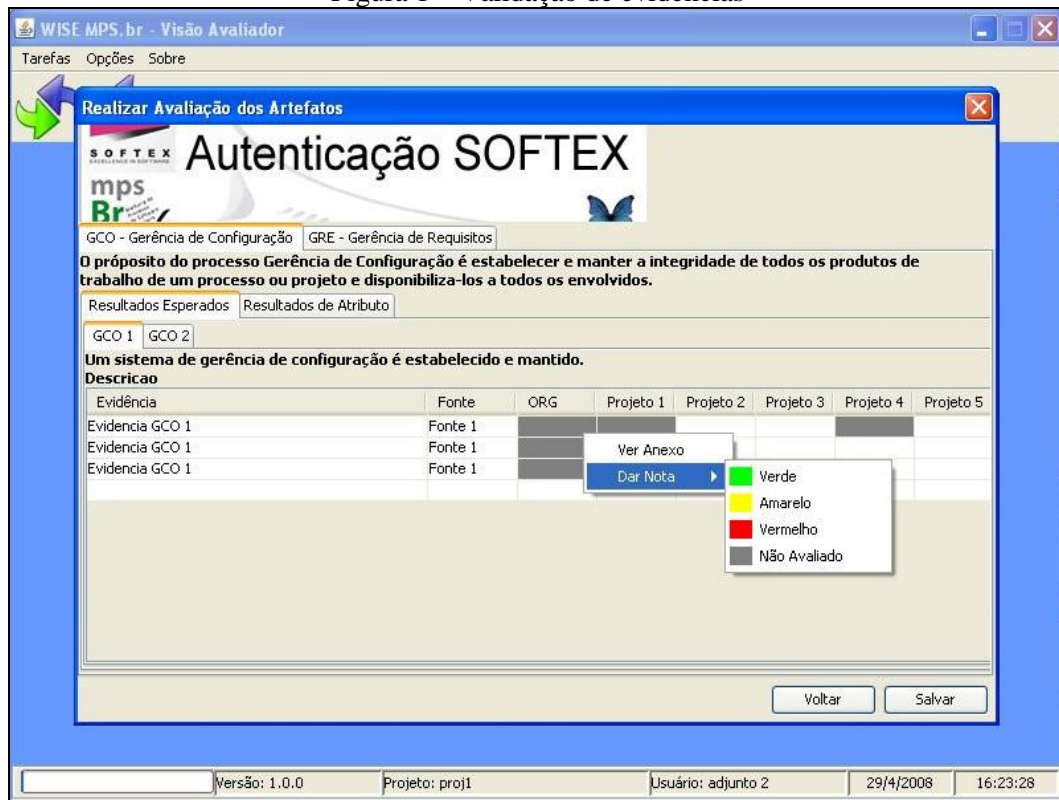 Figura 1 – Validação de evidências
WISE MPS.br - Visão Avaliador
Tarefas Opções Sobre
Realizar Avaliação dos Artefatos
SOFTEX
Autenticação SOFTEX
mps
Br
GCO - Gerência de Configuração GRE - Gerência de Requisitos
O próposito do processo Gerência de Configuração é estabelecer e manter a integridade de todos os produtos de
trabalho de um processo ou projeto e disponibiliza-los a todos os envolvidos.
Resultados Esperados Resultados de Atributo
GCO 1 GCO 2
Um sistema de gerência de configuração é estabelecido e mantido.
Descricao
Evidência Fonte ORG Projeto 1 Projeto 2 Projeto 3 Projeto 4 Projeto 5
Evidencia GCO 1 Fonte 1
Evidencia GCO 1 Fonte 1
Evidencia GCO 1 Fonte 1
Ver Anexo
Dar Nota
Verde
Amarelo
Vermelho
Não Avaliado
Voltar Salvar
Versão: 1.0.0 Projeto: proj1 Usuário: adjunto 2 29/4/2008 16:23:28